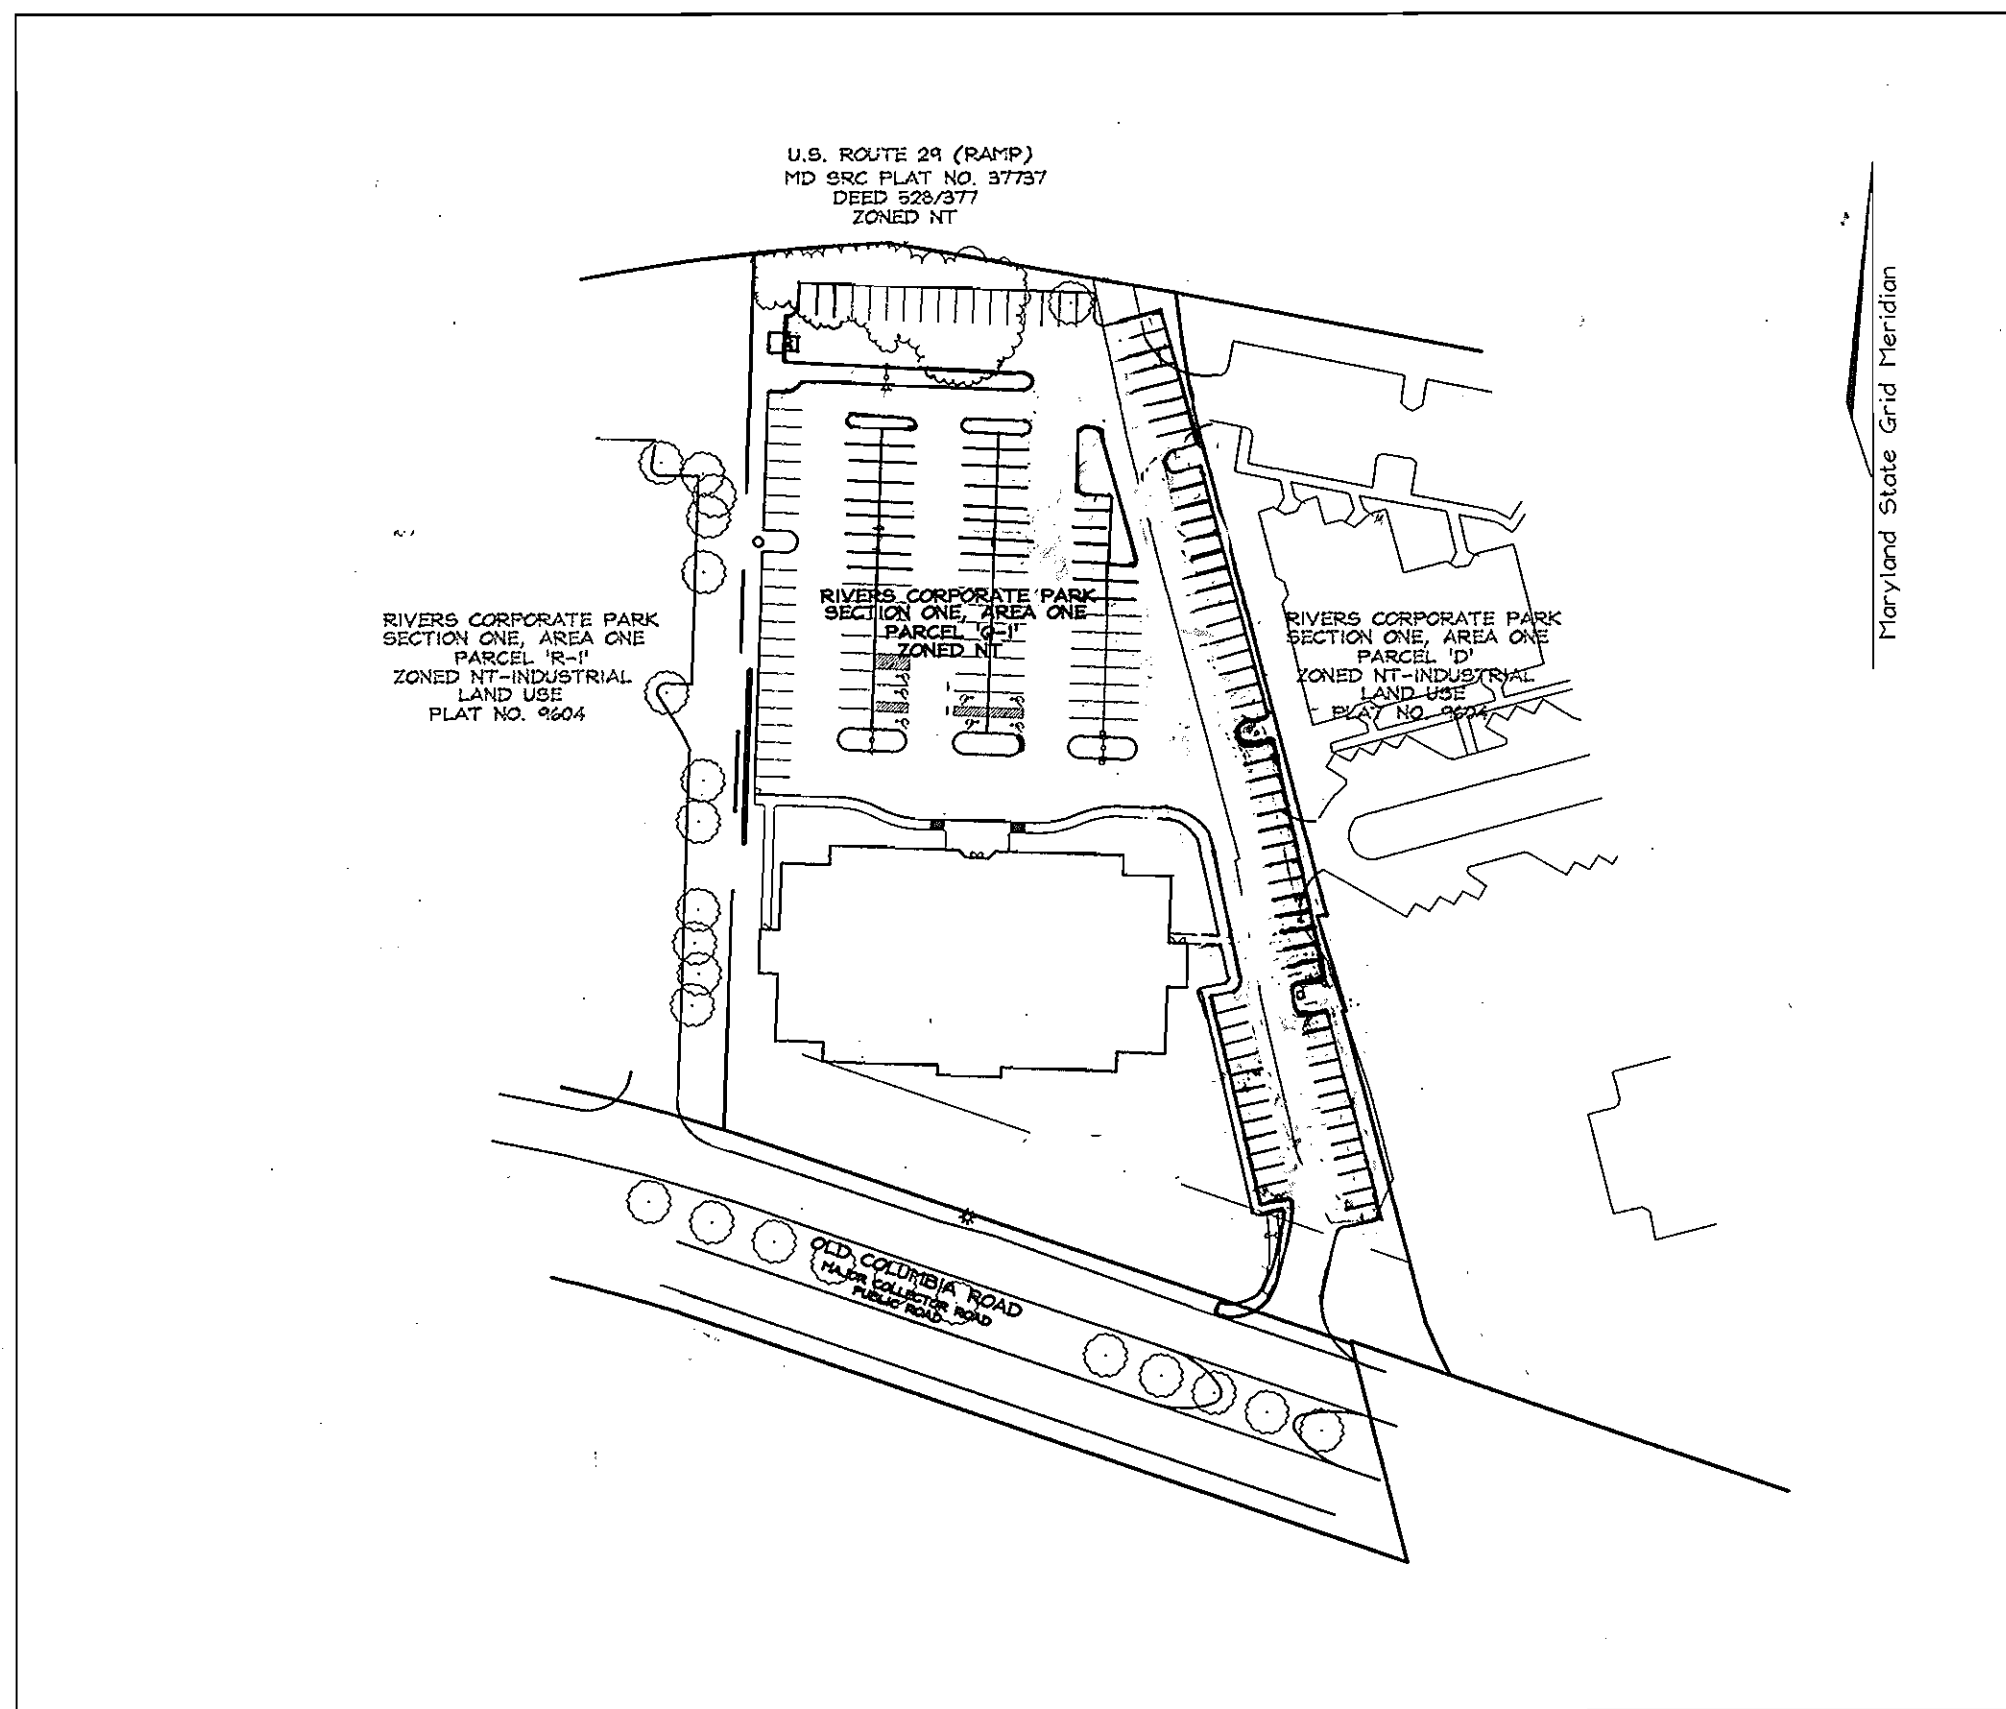 U.S. ROUTE 29 (RAMP)
MD SRC PLAT NO. 37737
DEED 528/377
ZONED NT
RIVERS CORPORATE PARK
SECTION ONE, AREA ONE
PARCEL 'R-1'
ZONED NT-INDUSTRIAL
LAND USE
PLAT NO. 9604
RIVERS CORPORATE PARK
SECTION ONE, AREA ONE
PARCEL 'G-1'
ZONED NT
RIVERS CORPORATE PARK
SECTION ONE, AREA ONE
PARCEL 'D'
ZONED NT-INDUSTRIAL
LAND USE
PLAT NO. 9604
Maryland State Grid Meridian
OLD COLUMBIA ROAD
MAJOR COLLECTOR ROAD
PUBLIC ROAD